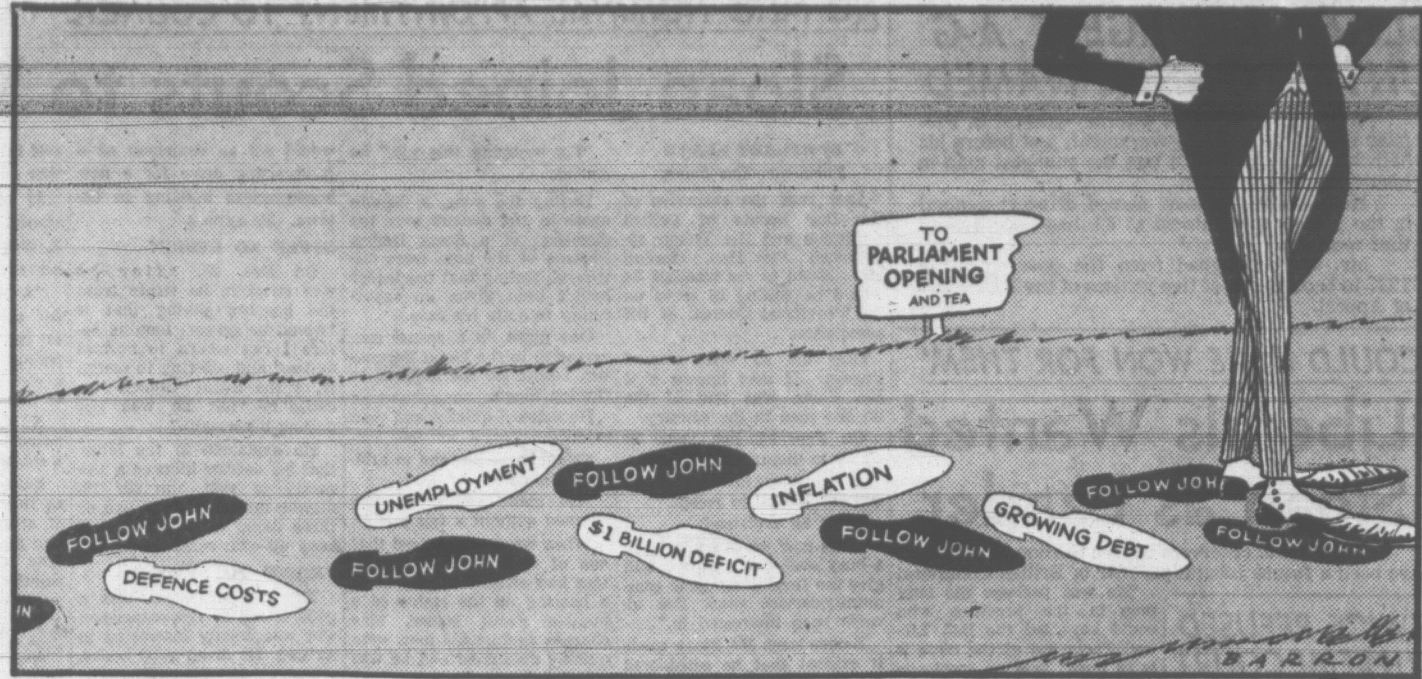 TO
PARLIAMENT
OPENING
AND TEA
FOLLOW JOHN
DEFENCE COSTS
UNEMPLOYMENT
FOLLOW JOHN
FOLLOW JOHN
$1 BILLION DEFICIT
INFLATION
FOLLOW JOHN
GROWING DEBT
FOLLOW JOH
FOLLOW JOHN
BARRON